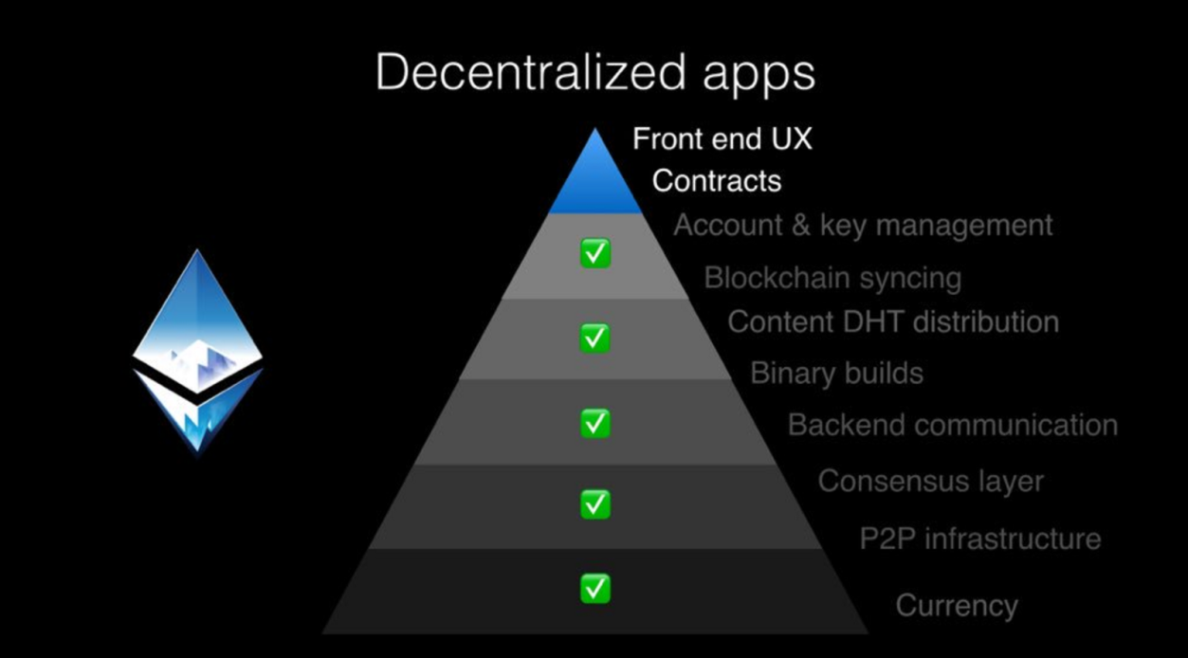 Decentralized apps
Front end UX
Contracts
Account & key management
Blockchain syncing
Content DHT distribution
Binary builds
Backend communication
Consensus layer
P2P infrastructure
Currency